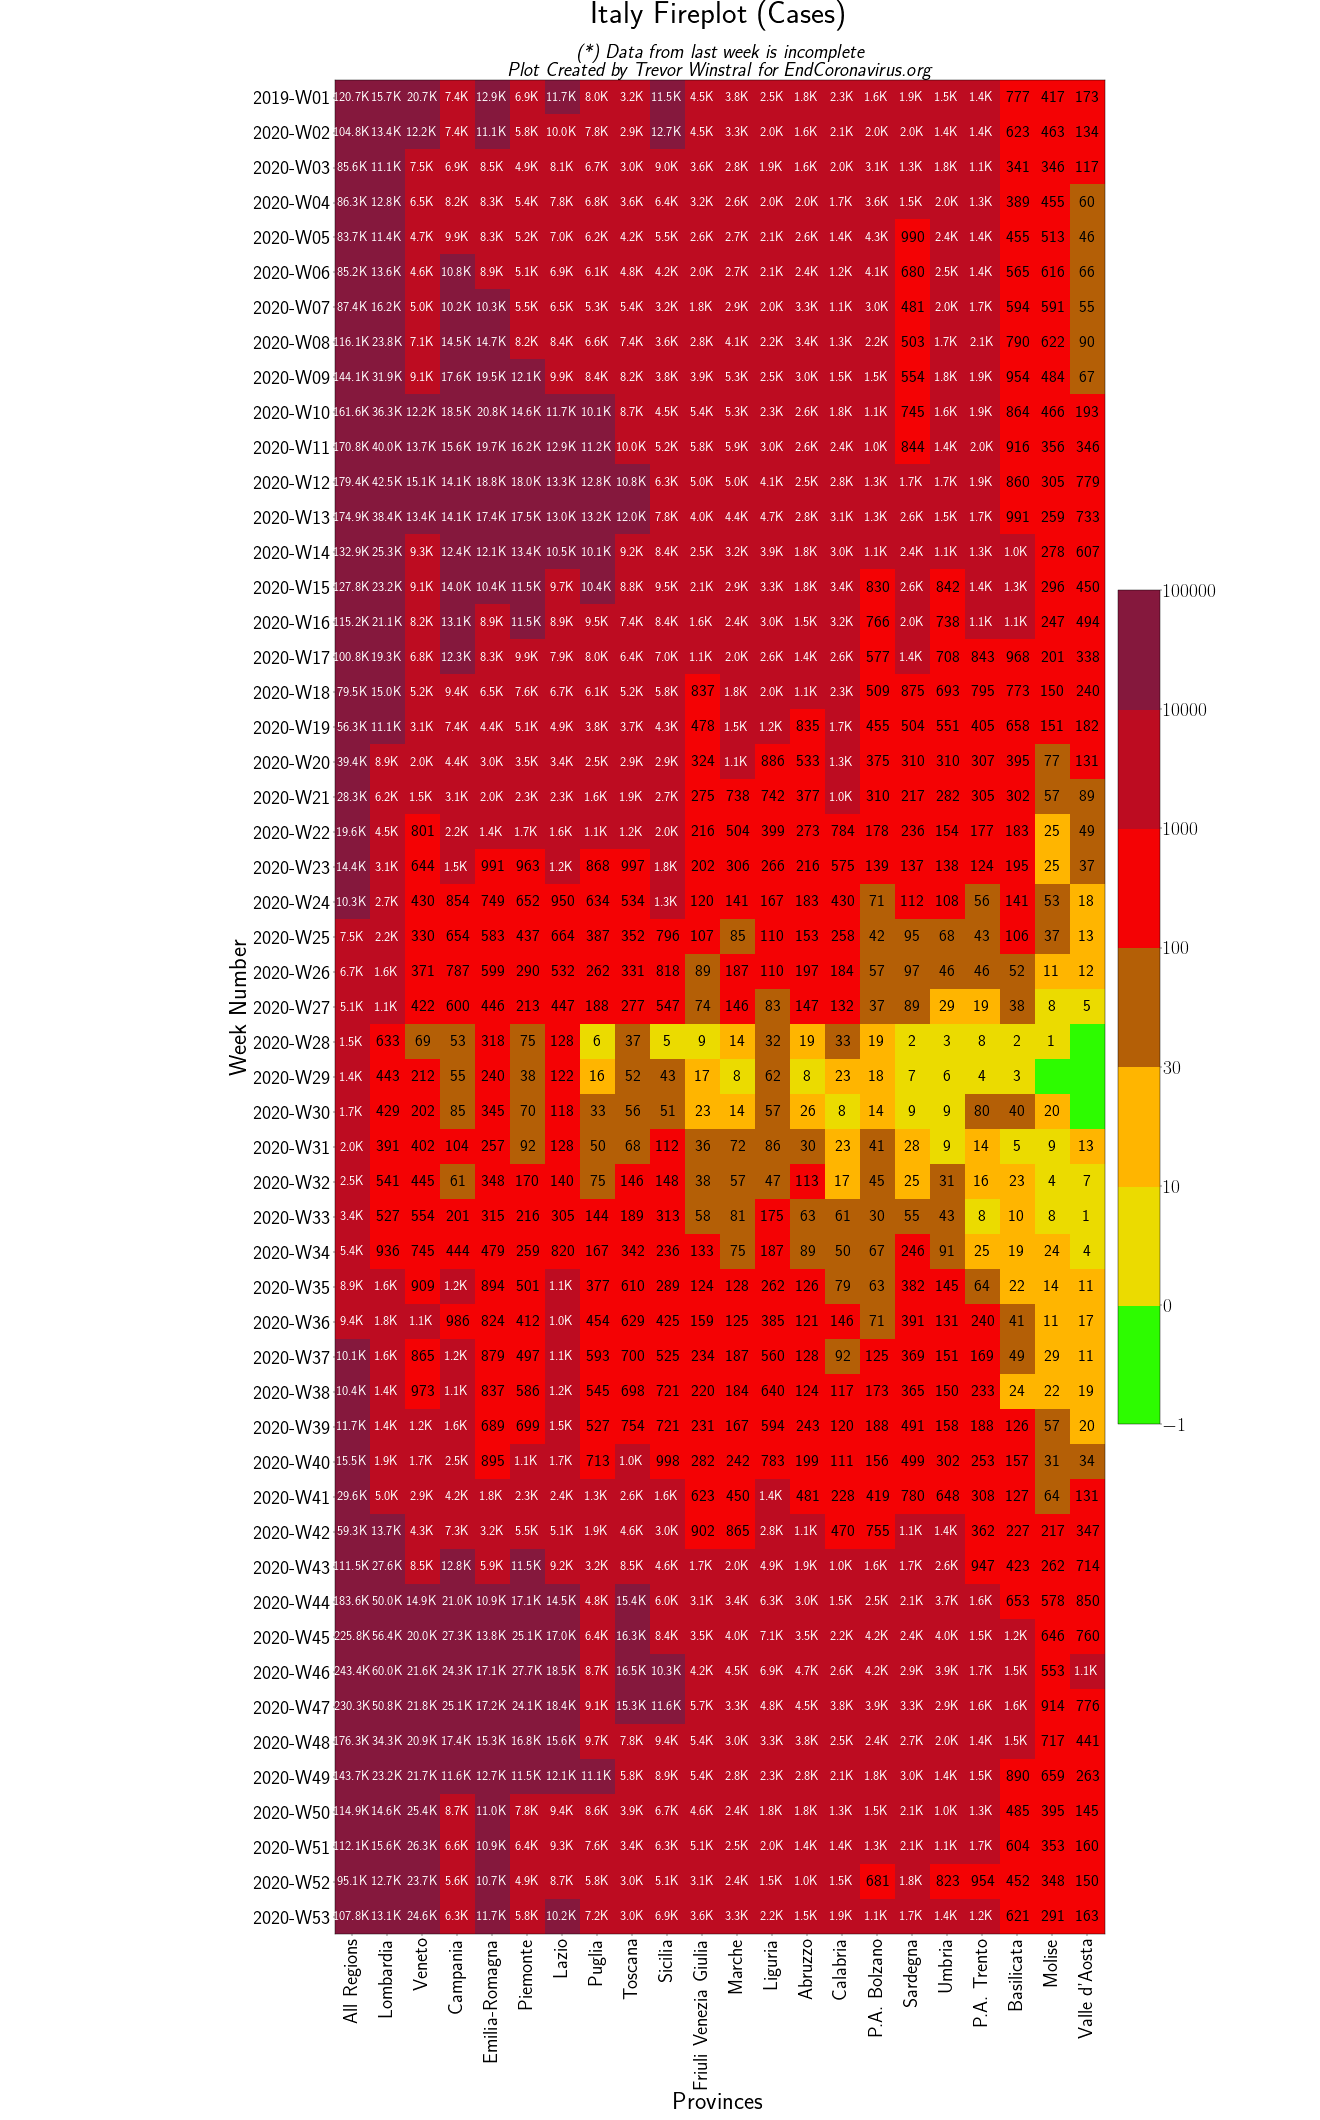 Italy Fireplot (Cases)
(*) Data from last week is incomplete
Plot Created by Trevor Winstral for EndCoronavirus.org
2019-W01 120.7K 15.7K 20.7K 7.4K 12.9K 6.9K 11.7K 8.0K 3.2K 11.5K 4.5K 3.8K 2.5K 1.8K 2.3K 1.6K 1.9K 1.5K 1.4K 777 417 173
2020-W02 104.8K 13.4K 12.2K 7.4K 11.1K 5.8K 10.0K 7.8K 2.9K 12.7K 4.5K 3.3K 2.0K 1.6K 2.1K 2.0K 2.0K 1.4K 1.4K 623 463 134
2020-W03 85.6K 11.1K 7.5K 6.9K 8.5K 4.9K 8.1K 6.7K 3.0K 9.0K 3.6K 2.8K 1.9K 1.6K 2.0K 3.1K 1.3K 1.8K 1.1K 341 346 117
2020-W04 86.3K 12.8K 6.5K 8.2K 8.3K 5.4K 7.8K 6.8K 3.6K 6.4K 3.2K 2.6K 2.0K 2.0K 1.7K 3.6K 1.5K 2.0K 1.3K 389 455 60
2020-W05 83.7K 11.4K 4.7K 9.9K 8.3K 5.2K 7.0K 6.2K 4.2K 5.5K 2.6K 2.7K 2.1K 2.6K 1.4K 4.3K 990 2.4K 1.4K 455 513 46
2020-W06 85.2K 13.6K 4.6K 10.8K 8.9K 5.1K 6.9K 6.1K 4.8K 4.2K 2.0K 2.7K 2.1K 2.4K 1.2K 4.1K 680 2.5K 1.4K 565 616 66
2020-W07 87.4K 16.2K 5.0K 10.2K 10.3K 5.5K 6.5K 5.3K 5.4K 3.2K 1.8K 2.9K 2.0K 3.3K 1.1K 3.0K 481 2.0K 1.7K 594 591 55
2020-W08 116.1K 23.8K 7.1K 14.5K 14.7K 8.2K 8.4K 6.6K 7.4K 3.6K 2.8K 4.1K 2.2K 3.4K 1.3K 2.2K 503 1.7K 2.1K 790 622 90
2020-W09 144.1K 31.9K 9.1K 17.6K 19.5K 12.1K 9.9K 8.4K 8.2K 3.8K 3.9K 5.3K 2.5K 3.0K 1.5K 1.5K 554 1.8K 1.9K 954 484 67
2020-W10 161.6K 36.3K 12.2K 18.5K 20.8K 14.6K 11.7K 10.1K 8.7K 4.5K 5.4K 5.3K 2.3K 2.6K 1.8K 1.1K 745 1.6K 1.9K 864 466 193
2020-W11 170.8K 40.0K 13.7K 15.6K 19.7K 16.2K 12.9K 11.2K 10.0K 5.2K 5.8K 5.9K 3.0K 2.6K 2.4K 1.0K 844 1.4K 2.0K 916 356 346
2020-W12 179.4K 42.5K 15.1K 14.1K 18.8K 18.0K 13.3K 12.8K 10.8K 6.3K 5.0K 5.0K 4.1K 2.5K 2.8K 1.3K 1.7K 1.7K 1.9K 860 305 779
2020-W13 174.9K 38.4K 13.4K 14.1K 17.4K 17.5K 13.0K 13.2K 12.0K 7.8K 4.0K 4.4K 4.7K 2.8K 3.1K 1.3K 2.6K 1.5K 1.7K 991 259 733
2020-W14 132.9K 25.3K 9.3K 12.4K 12.1K 13.4K 10.5K 10.1K 9.2K 8.4K 2.5K 3.2K 3.9K 1.8K 3.0K 1.1K 2.4K 1.1K 1.3K 1.0K 278 607
2020-W15 127.8K 23.2K 9.1K 14.0K 10.4K 11.5K 9.7K 10.4K 8.8K 9.5K 2.1K 2.9K 3.3K 1.8K 3.4K 830 2.6K 842 1.4K 1.3K 296 450
2020-W16 115.2K 21.1K 8.2K 13.1K 8.9K 11.5K 8.9K 9.5K 7.4K 8.4K 1.6K 2.4K 3.0K 1.5K 3.2K 766 2.0K 738 1.1K 1.1K 247 494
2020-W17 100.8K 19.3K 6.8K 12.3K 8.3K 9.9K 7.9K 8.0K 6.4K 7.0K 1.1K 2.0K 2.6K 1.4K 2.6K 577 1.4K 708 843 968 201 338
2020-W18 79.5K 15.0K 5.2K 9.4K 6.5K 7.6K 6.7K 6.1K 5.2K 5.8K 837 1.8K 2.0K 1.1K 2.3K 509 875 693 795 773 150 240
2020-W19 56.3K 11.1K 3.1K 7.4K 4.4K 5.1K 4.9K 3.8K 3.7K 4.3K 478 1.5K 1.2K 835 1.7K 455 504 551 405 658 151 182
2020-W20 39.4K 8.9K 2.0K 4.4K 3.0K 3.5K 3.4K 2.5K 2.9K 2.9K 324 1.1K 886 533 1.3K 375 310 310 307 395 77 131
2020-W21 28.3K 6.2K 1.5K 3.1K 2.0K 2.3K 2.3K 1.6K 1.9K 2.7K 275 738 742 377 1.0K 310 217 282 305 302 57 89
2020-W22 19.6K 4.5K 801 2.2K 1.4K 1.7K 1.6K 1.1K 1.2K 2.0K 216 504 399 273 784 178 236 154 177 183 25 49
2020-W23 14.4K 3.1K 644 1.5K 991 963 1.2K 868 997 1.8K 202 306 266 216 575 139 137 138 124 195 25 37
2020-W24 10.3K 2.7K 430 854 749 652 950 634 534 1.3K 120 141 167 183 430 71 112 108 56 141 53 18
2020-W25 7.5K 2.2K 330 654 583 437 664 387 352 796 107 85 110 153 258 42 95 68 43 106 37 13
2020-W26 6.7K 1.6K 371 787 599 290 532 262 331 818 89 187 110 197 184 57 97 46 46 52 11 12
2020-W27 5.1K 1.1K 422 600 446 213 447 188 277 547 74 146 83 147 132 37 89 29 19 38 8 5
2020-W28 1.5K 633 69 53 318 75 128 6 37 5 9 14 32 19 33 19 2 3 8 2 1
2020-W29 1.4K 443 212 55 240 38 122 16 52 43 17 8 62 8 23 18 7 6 4 3
2020-W30 1.7K 429 202 85 345 70 118 33 56 51 23 14 57 26 8 14 9 9 80 40 20
2020-W31 2.0K 391 402 104 257 92 128 50 68 112 36 72 86 30 23 41 28 9 14 5 9 13
2020-W32 2.5K 541 445 61 348 170 140 75 146 148 38 57 47 113 17 45 25 31 16 23 4 7
2020-W33 3.4K 527 554 201 315 216 305 144 189 313 58 81 175 63 61 30 55 43 8 10 8 1
2020-W34 5.4K 936 745 444 479 259 820 167 342 236 133 75 187 89 50 67 246 91 25 19 24 4
2020-W35 8.9K 1.6K 909 1.2K 894 501 1.1K 377 610 289 124 128 262 126 79 63 382 145 64 22 14 11
2020-W36 9.4K 1.8K 1.1K 986 824 412 1.0K 454 629 425 159 125 385 121 146 71 391 131 240 41 11 17
2020-W37 10.1K 1.6K 865 1.2K 879 497 1.1K 593 700 525 234 187 560 128 92 125 369 151 169 49 29 11
2020-W38 10.4K 1.4K 973 1.1K 837 586 1.2K 545 698 721 220 184 640 124 117 173 365 150 233 24 22 19
2020-W39 11.7K 1.4K 1.2K 1.6K 689 699 1.5K 527 754 721 231 167 594 243 120 188 491 158 188 126 57 20
2020-W40 15.5K 1.9K 1.7K 2.5K 895 1.1K 1.7K 713 1.0K 998 282 242 783 199 111 156 499 302 253 157 31 34
2020-W41 29.6K 5.0K 2.9K 4.2K 1.8K 2.3K 2.4K 1.3K 2.6K 1.6K 623 450 1.4K 481 228 419 780 648 308 127 64 131
2020-W42 59.3K 13.7K 4.3K 7.3K 3.2K 5.5K 5.1K 1.9K 4.6K 3.0K 902 865 2.8K 1.1K 470 755 1.1K 1.4K 362 227 217 347
2020-W43 111.5K 27.6K 8.5K 12.8K 5.9K 11.5K 9.2K 3.2K 8.5K 4.6K 1.7K 2.0K 4.9K 1.9K 1.0K 1.6K 1.7K 2.6K 947 423 262 714
2020-W44 183.6K 50.0K 14.9K 21.0K 10.9K 17.1K 14.5K 4.8K 15.4K 6.0K 3.1K 3.4K 6.3K 3.0K 1.5K 2.5K 2.1K 3.7K 1.6K 653 578 850
2020-W45 225.8K 56.4K 20.0K 27.3K 13.8K 25.1K 17.0K 6.4K 16.3K 8.4K 3.5K 4.0K 7.1K 3.5K 2.2K 4.2K 2.4K 4.0K 1.5K 1.2K 646 760
2020-W46 243.4K 60.0K 21.6K 24.3K 17.1K 27.7K 18.5K 8.7K 16.5K 10.3K 4.2K 4.5K 6.9K 4.7K 2.6K 4.2K 2.9K 3.9K 1.7K 1.5K 553 1.1K
2020-W47 230.3K 50.8K 21.8K 25.1K 17.2K 24.1K 18.4K 9.1K 15.3K 11.6K 5.7K 3.3K 4.8K 4.5K 3.8K 3.9K 3.3K 2.9K 1.6K 1.6K 914 776
2020-W48 176.3K 34.3K 20.9K 17.4K 15.3K 16.8K 15.6K 9.7K 7.8K 9.4K 5.4K 3.0K 3.3K 3.8K 2.5K 2.4K 2.7K 2.0K 1.4K 1.5K 717 441
2020-W49 143.7K 23.2K 21.7K 11.6K 12.7K 11.5K 12.1K 11.1K 5.8K 8.9K 5.4K 2.8K 2.3K 2.8K 2.1K 1.8K 3.0K 1.4K 1.5K 890 659 263
2020-W50 114.9K 14.6K 25.4K 8.7K 11.0K 7.8K 9.4K 8.6K 3.9K 6.7K 4.6K 2.4K 1.8K 1.8K 1.3K 1.5K 2.1K 1.0K 1.3K 485 395 145
2020-W51 112.1K 15.6K 26.3K 6.6K 10.9K 6.4K 9.3K 7.6K 3.4K 6.3K 5.1K 2.5K 2.0K 1.4K 1.4K 1.3K 2.1K 1.1K 1.7K 604 353 160
2020-W52 95.1K 12.7K 23.7K 5.6K 10.7K 4.9K 8.7K 5.8K 3.0K 5.1K 3.1K 2.4K 1.5K 1.0K 1.5K 681 1.8K 823 954 452 348 150
2020-W53 107.8K 13.1K 24.6K 6.3K 11.7K 5.8K 10.2K 7.2K 3.0K 6.9K 3.6K 3.3K 2.2K 1.5K 1.9K 1.1K 1.7K 1.4K 1.2K 621 291 163
All Regions
Lombardia
Veneto
Campania
Emilia-Romagna
Piemonte
Lazio
Puglia
Toscana
Sicilia
Friuli Venezia Giulia
Marche
Liguria
Abruzzo
Calabria
P.A. Bolzano
Sardegna
Umbria
P.A. Trento
Basilicata
Molise
Valle d'Aosta
Provinces
Week Number
100000
10000
1000
100
30
10
0
−1